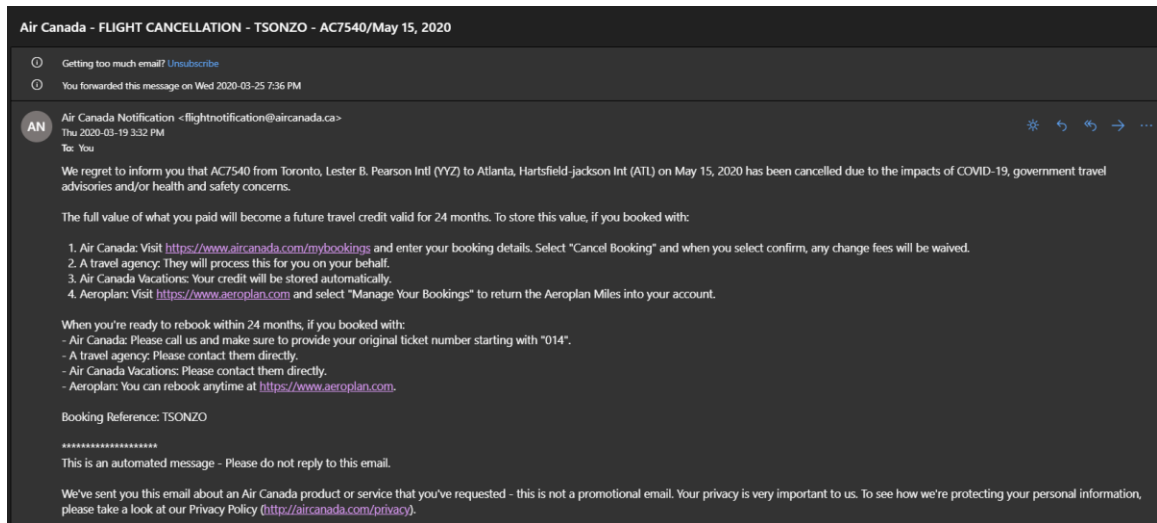 Air Canada - FLIGHT CANCELLATION - TSONZO - AC7540/May 15, 2020
Getting too much email? Unsubscribe
You forwarded this message on Wed 2020-03-25 7:36 PM
AN
Air Canada Notification <flightnotification@aircanada.ca>
Thu 2020-03-19 3:32 PM
To: You
We regret to inform you that AC7540 from Toronto, Lester B. Pearson Intl (YYZ) to Atlanta, Hartsfield-jackson Int (ATL) on May 15, 2020 has been cancelled due to the impacts of COVID-19, government travel
advisories and/or health and safety concerns.
The full value of what you paid will become a future travel credit valid for 24 months. To store this value, if you booked with:
1. Air Canada: Visit https://www.aircanada.com/mybookings and enter your booking details. Select "Cancel Booking" and when you select confirm, any change fees will be waived.
2. A travel agency: They will process this for you on your behalf.
3. Air Canada Vacations: Your credit will be stored automatically.
4. Aeroplan: Visit https://www.aeroplan.com and select "Manage Your Bookings" to return the Aeroplan Miles into your account.
When you're ready to rebook within 24 months, if you booked with:
- Air Canada: Please call us and make sure to provide your original ticket number starting with "014".
- A travel agency: Please contact them directly.
- Air Canada Vacations: Please contact them directly.
- Aeroplan: You can rebook anytime at https://www.aeroplan.com.
Booking Reference: TSONZO
********************
This is an automated message - Please do not reply to this email.
We've sent you this email about an Air Canada product or service that you've requested - this is not a promotional email. Your privacy is very important to us. To see how we're protecting your personal information,
please take a look at our Privacy Policy (http://aircanada.com/privacy).